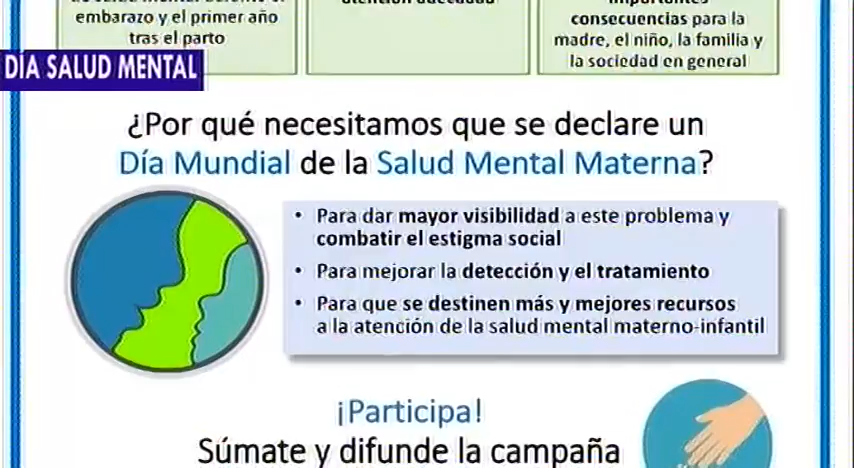 embarazo y el primer año
tras el parto
consecuencias para la
madre, el niño, la familia y
la sociedad en general
DÍA SALUD MENTAL
¿Por qué necesitamos que se declare un
Día Mundial de la Salud Mental Materna?
• Para dar mayor visibilidad a este problema y
combatir el estigma social
• Para mejorar la detección y el tratamiento
• Para que se destinen más y mejores recursos
a la atención de la salud mental materno-infantil
¡Participa!
Súmate y difunde la campaña